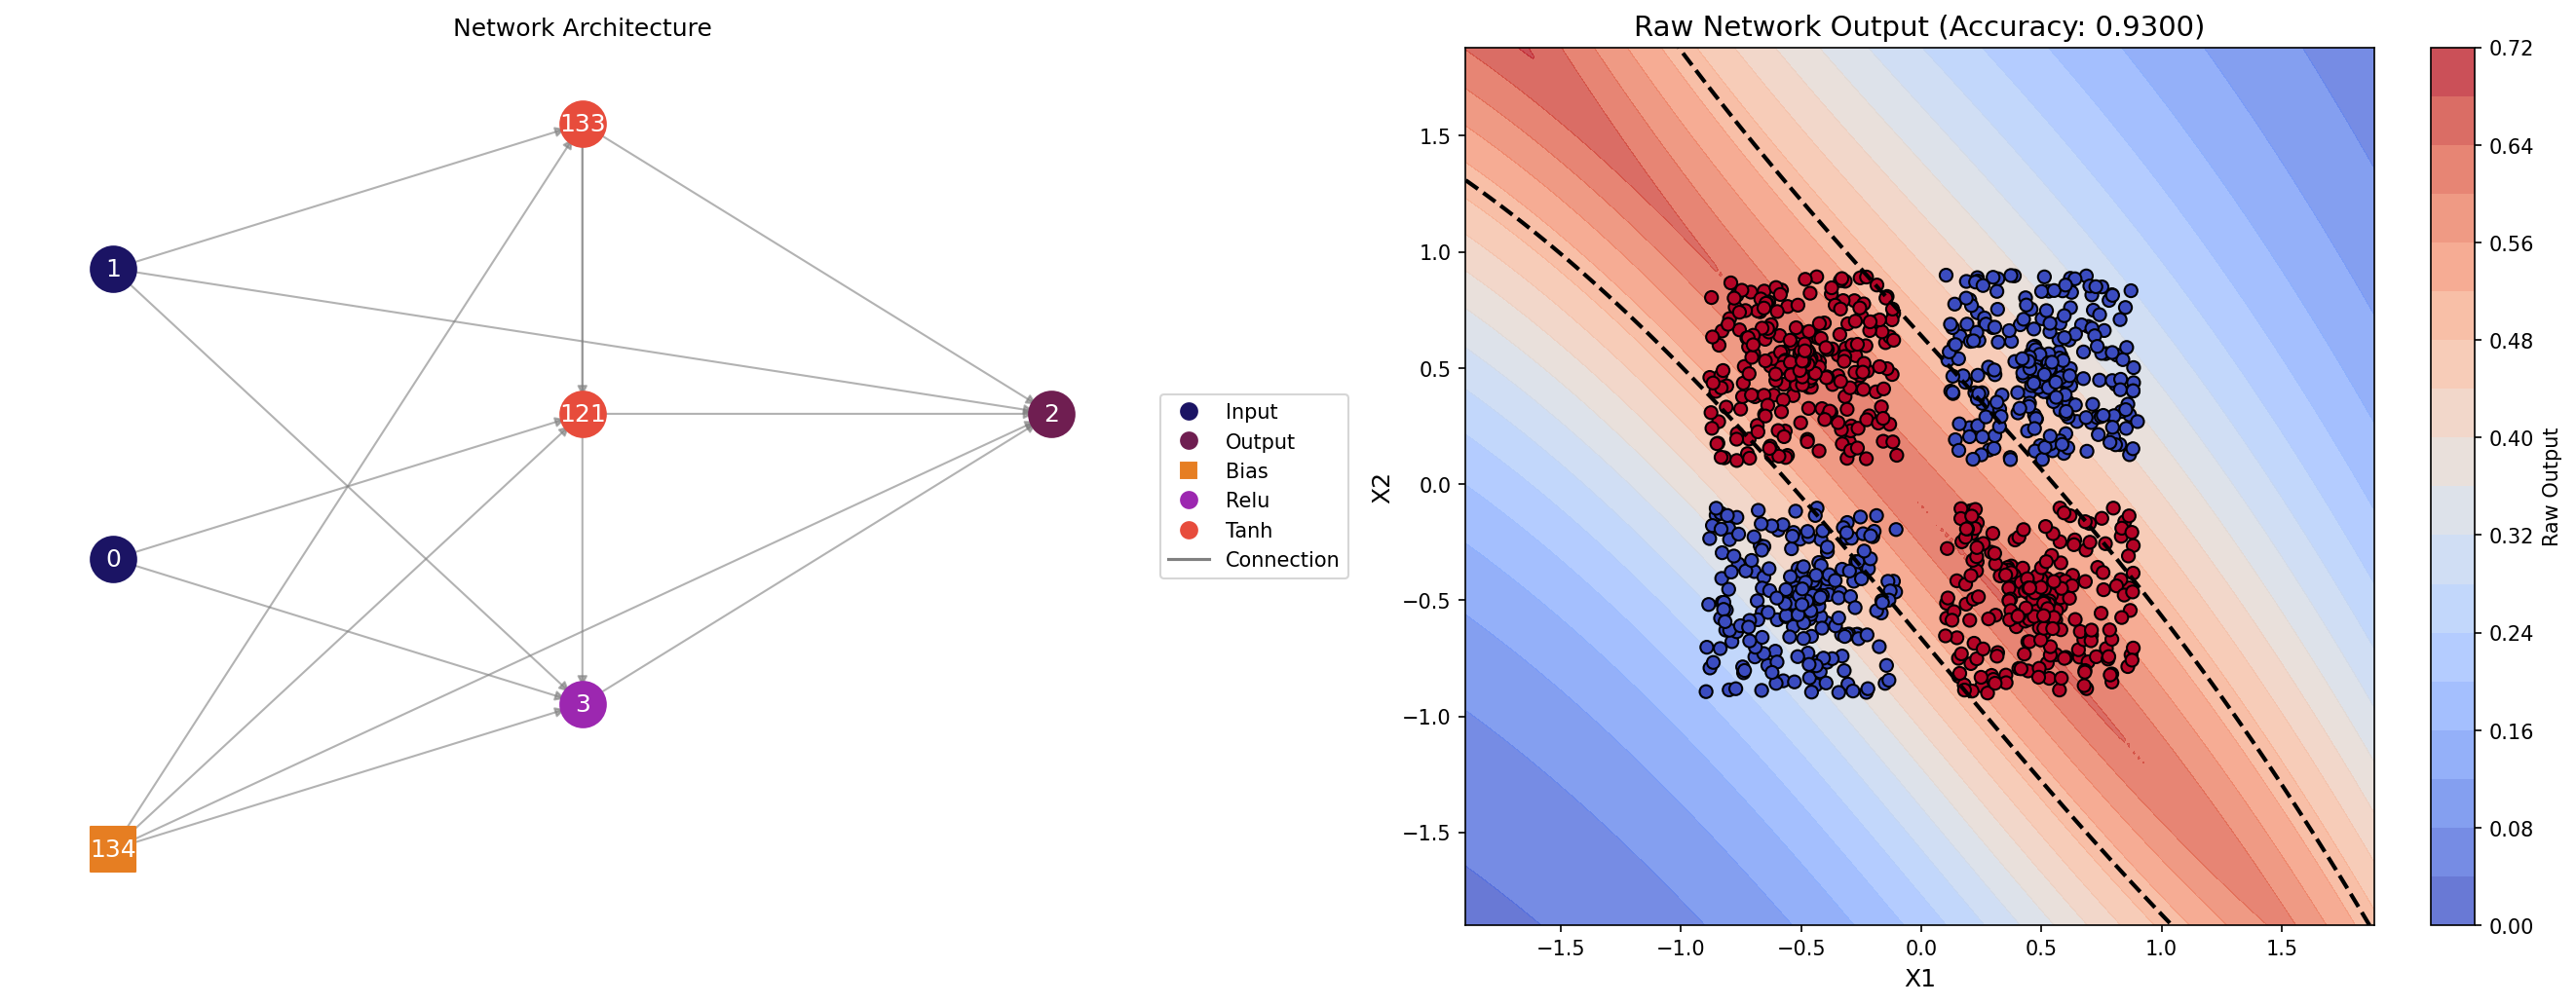 Network Architecture
133
1
121
2
0
3
134
Input
Output
Bias
Relu
Tanh
Connection
Raw Network Output (Accuracy: 0.9300)
X2
1.5
1.0
0.5
0.0
−0.5
−1.0
−1.5
−1.5 −1.0 −0.5 0.0 0.5 1.0 1.5
X1
0.72
0.64
0.56
0.48
0.40
0.32
0.24
0.16
0.08
0.00
Raw Output